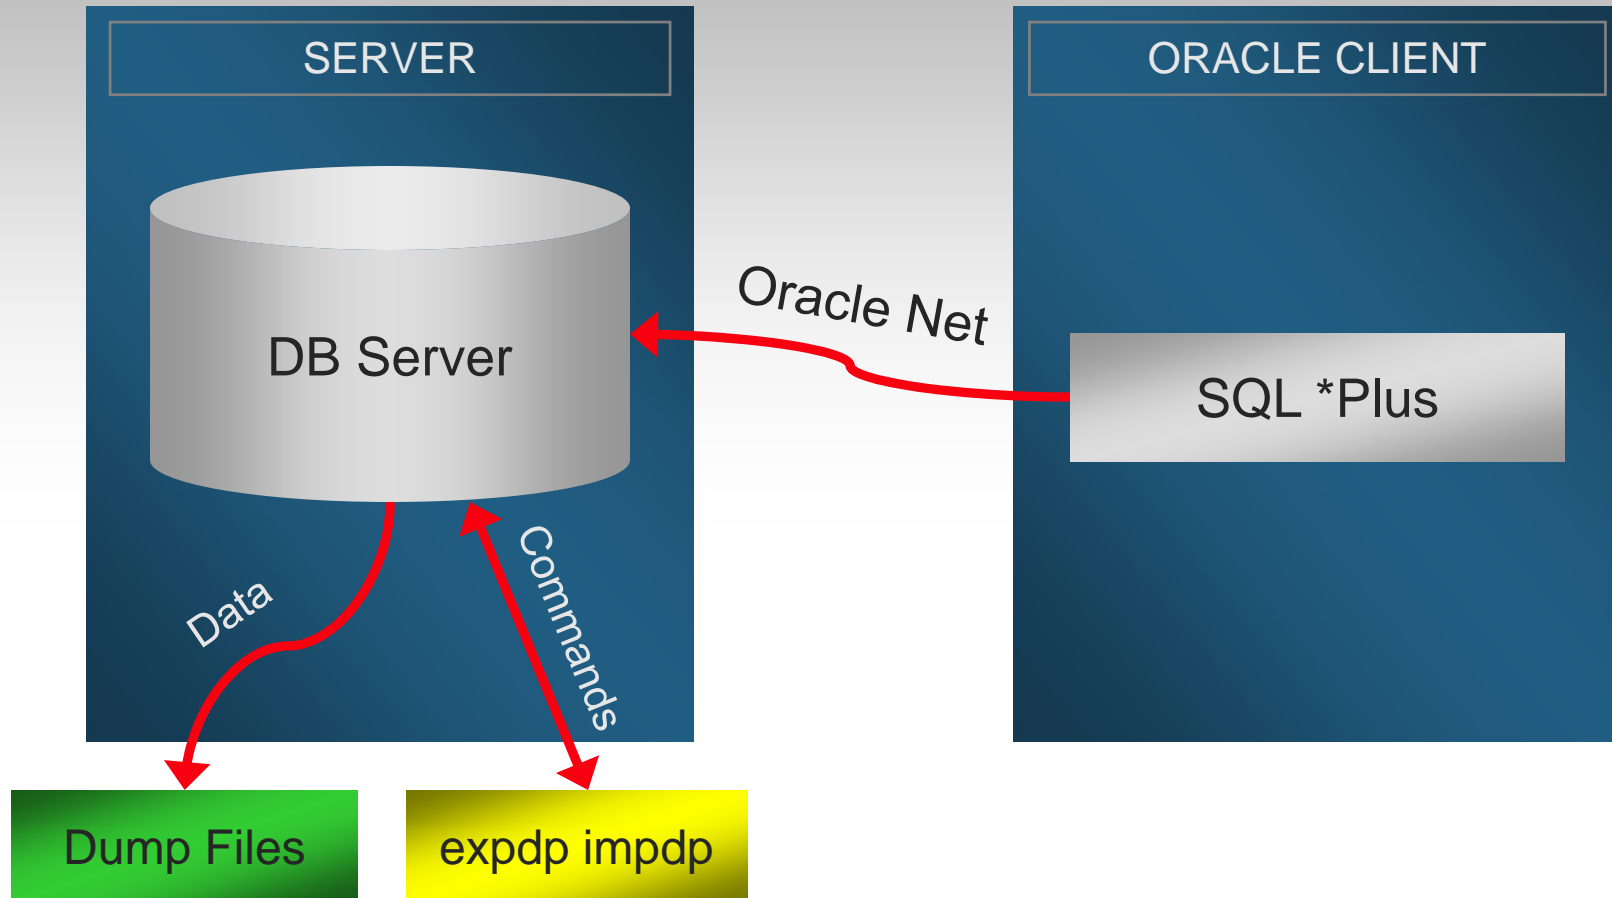 SERVER
ORACLE CLIENT
Oracle Net
DB Server
SQL *Plus
Data
Commands
Dump Files
expdp impdp